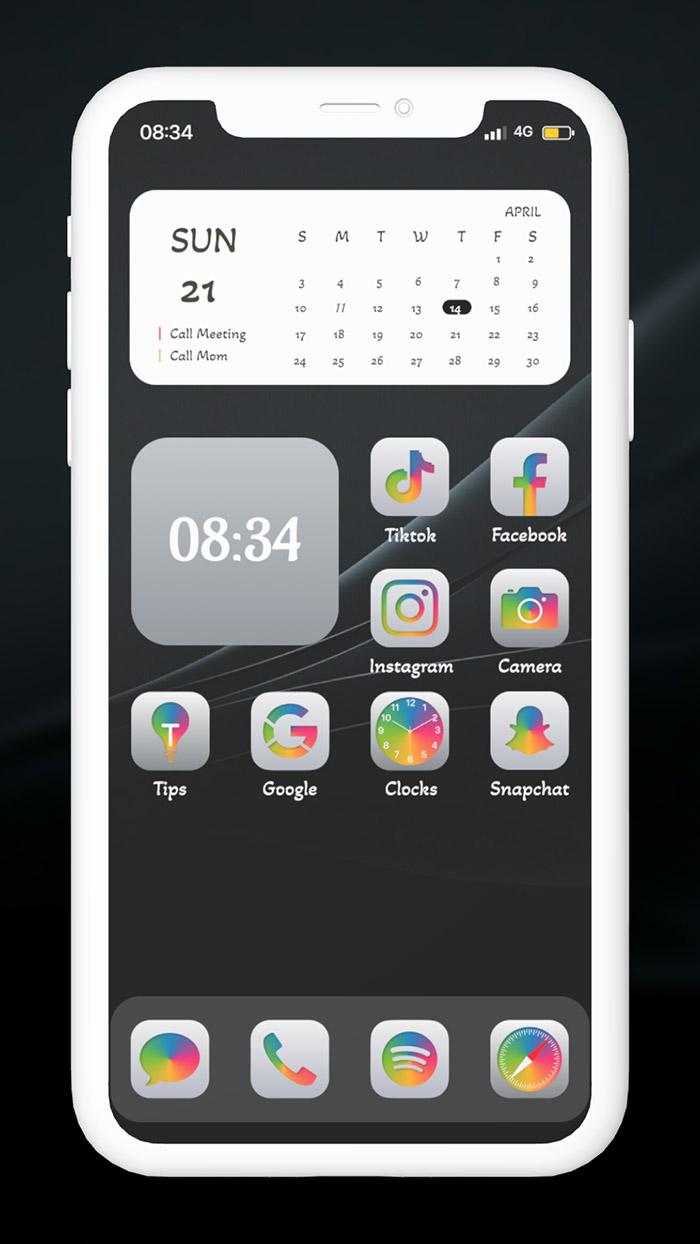 08:34 4G
APRIL
SUN
21
Call Meeting
Call Mom
S M T W T F S
1 2
3 4 5 6 7 8 9
10 11 12 13 14 15 16
17 18 19 20 21 22 23
24 25 26 27 28 29 30
08:34
Tiktok Facebook
Instagram Camera
T
12 1 2 3 4 5 6 7 8 9 10 11
Tips Google Clocks Snapchat